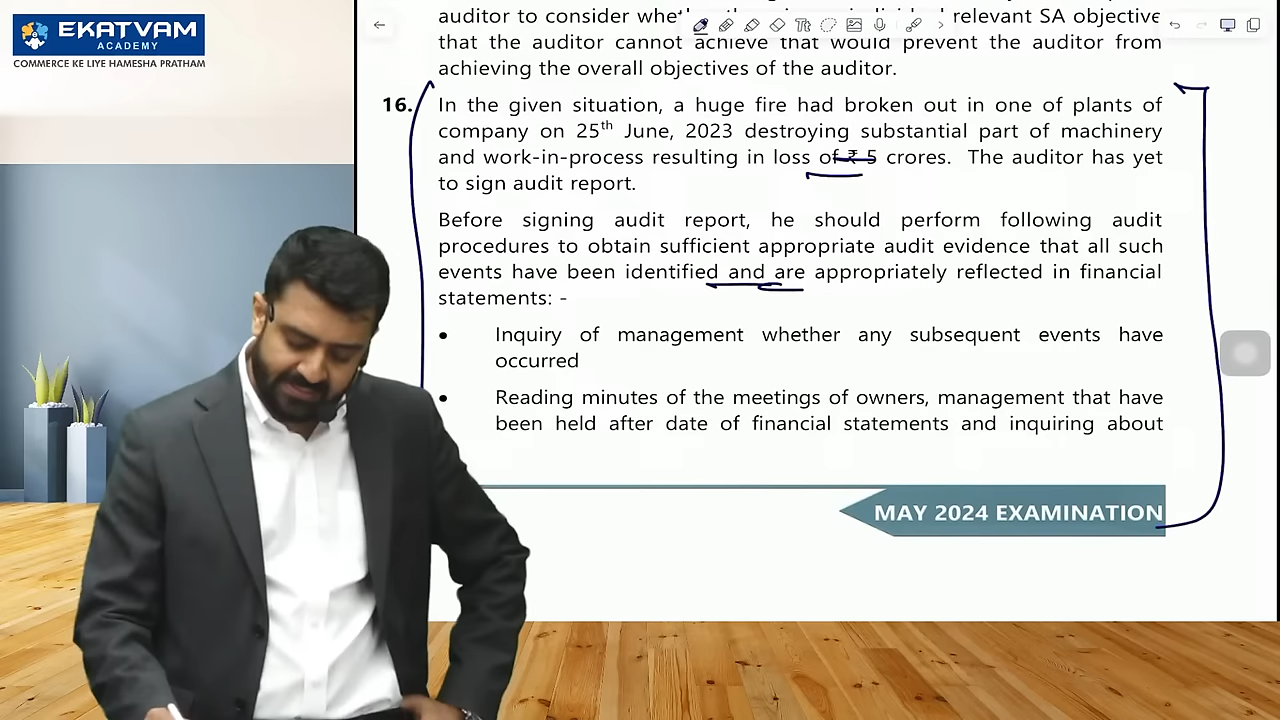 EKATVAM
ACADEMY
COMMERCE KE LIYE HAMESHA PRATHAM
auditor to consider relevant SA objective
that the auditor cannot achieve that would prevent the auditor from
achieving the overall objectives of the auditor.
16. In the given situation, a huge fire had broken out in one of plants of
company on 25th June, 2023 destroying substantial part of machinery
and work-in-process resulting in loss of ₹ 5 crores. The auditor has yet
to sign audit report.
Before signing audit report, he should perform following audit
procedures to obtain sufficient appropriate audit evidence that all such
events have been identified and are appropriately reflected in financial
statements: -
• Inquiry of management whether any subsequent events have
occurred
• Reading minutes of the meetings of owners, management that have
been held after date of financial statements and inquiring about
MAY 2024 EXAMINATION